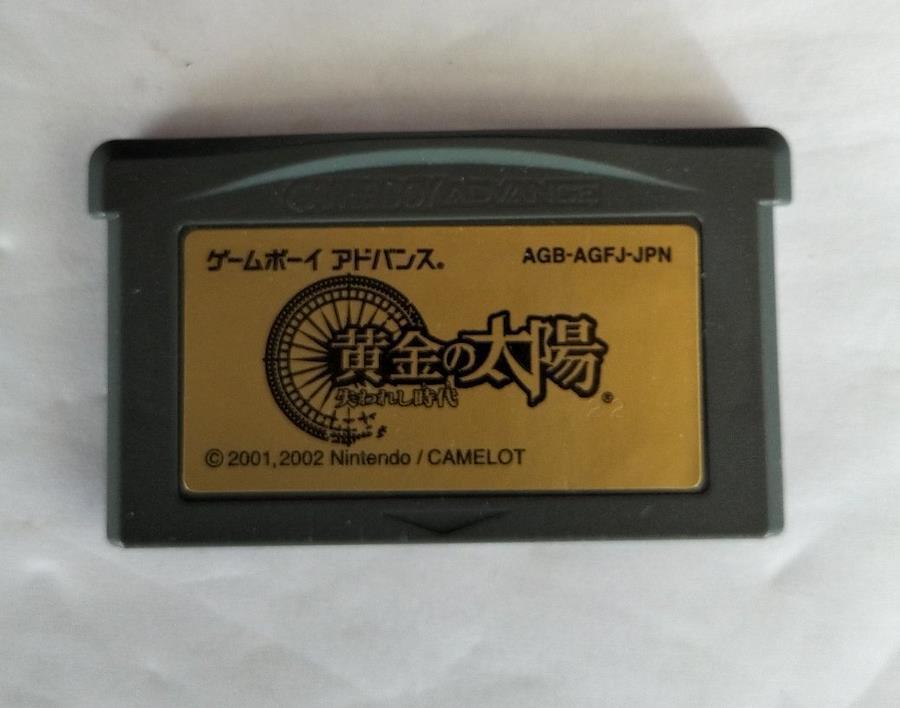 GAME BOY ADVANCE
ゲームボーイ アドバンス®
AGB-AGFJ-JPN
黄金の太陽®
失われし時代
© 2001,2002 Nintendo / CAMELOT